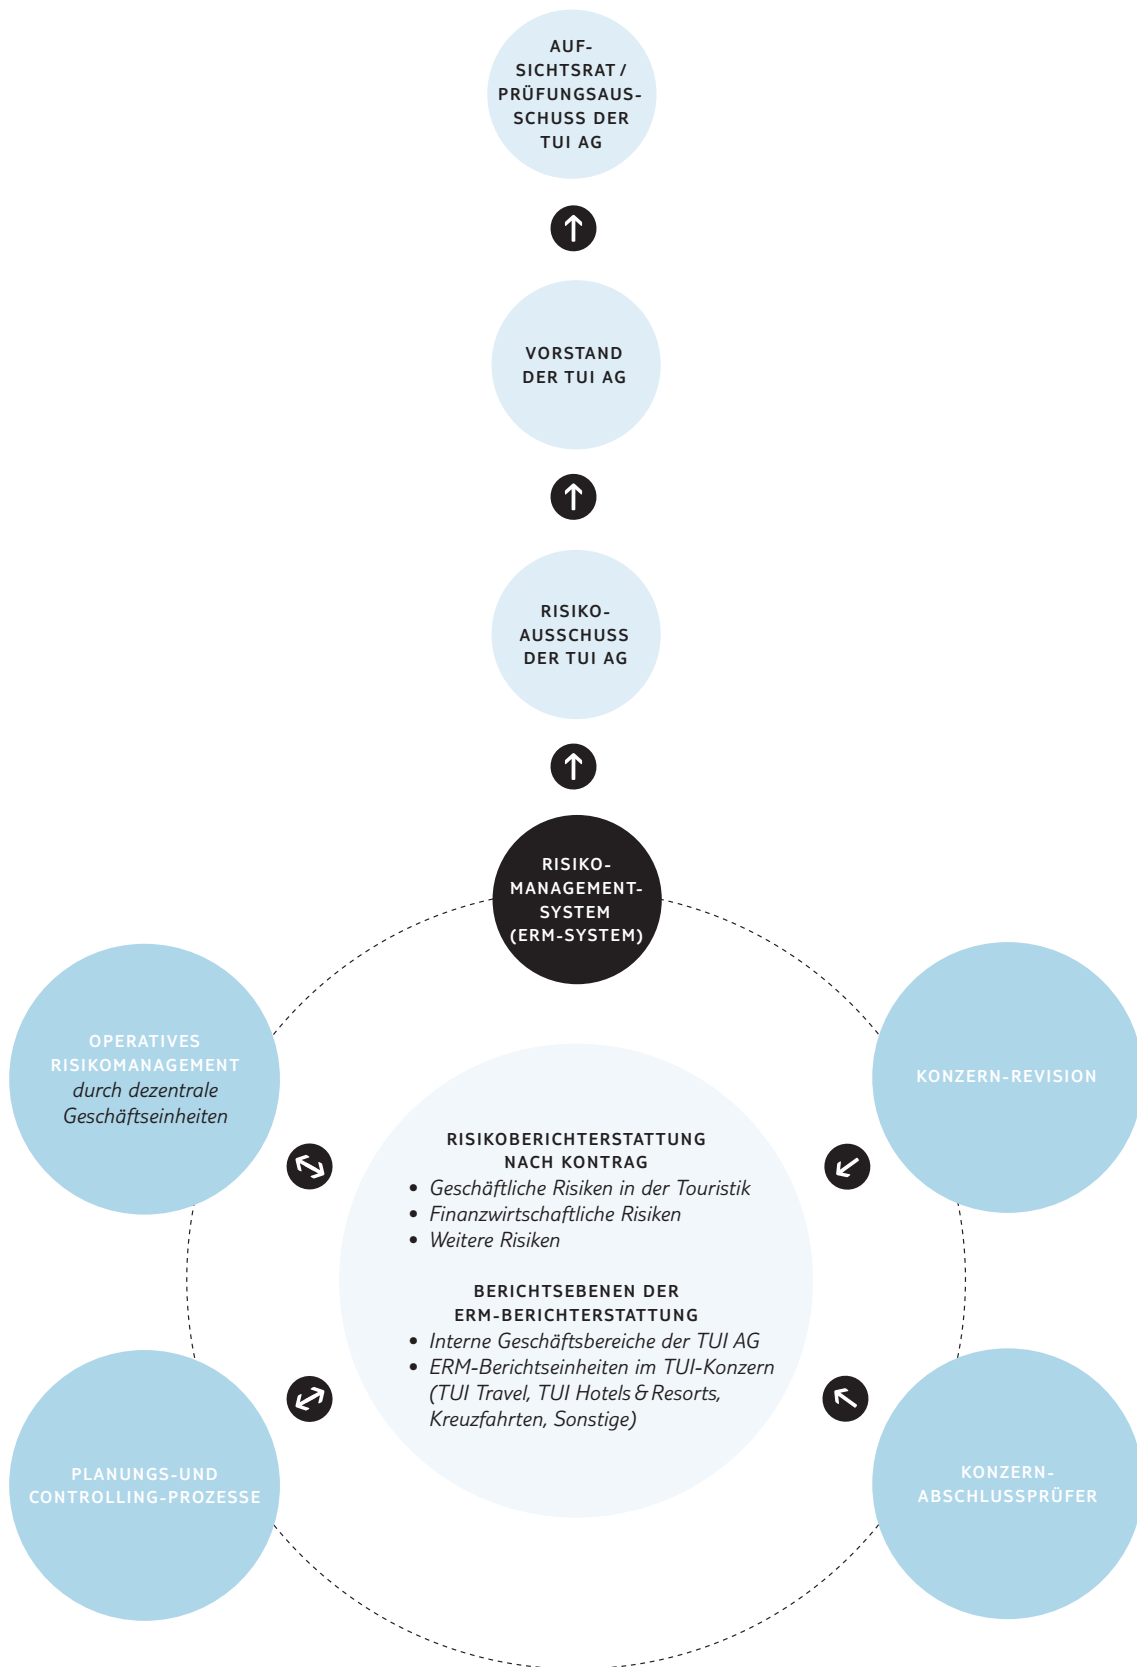 AUF-
SICHTSRAT /
PRÜFUNGSAUS-
SCHUSS DER
TUI AG
VORSTAND
DER TUI AG
RISIKO-
AUSSCHUSS
DER TUI AG
RISIKO-
MANAGEMENT-
SYSTEM
(ERM-SYSTEM)
OPERATIVES
RISIKOMANAGEMENT
durch dezentrale
Geschäftseinheiten
KONZERN-REVISION
RISIKOBERICHTERSTATTUNG
NACH KONTRAG
• Geschäftliche Risiken in der Touristik
• Finanzwirtschaftliche Risiken
• Weitere Risiken
BERICHTSEBENEN DER
ERM-BERICHTERSTATTUNG
• Interne Geschäftsbereiche der TUI AG
• ERM-Berichtseinheiten im TUI-Konzern
(TUI Travel, TUI Hotels & Resorts,
Kreuzfahrten, Sonstige)
PLANUNGS-UND
CONTROLLING-PROZESSE
KONZERN-
ABSCHLUSSPRÜFER